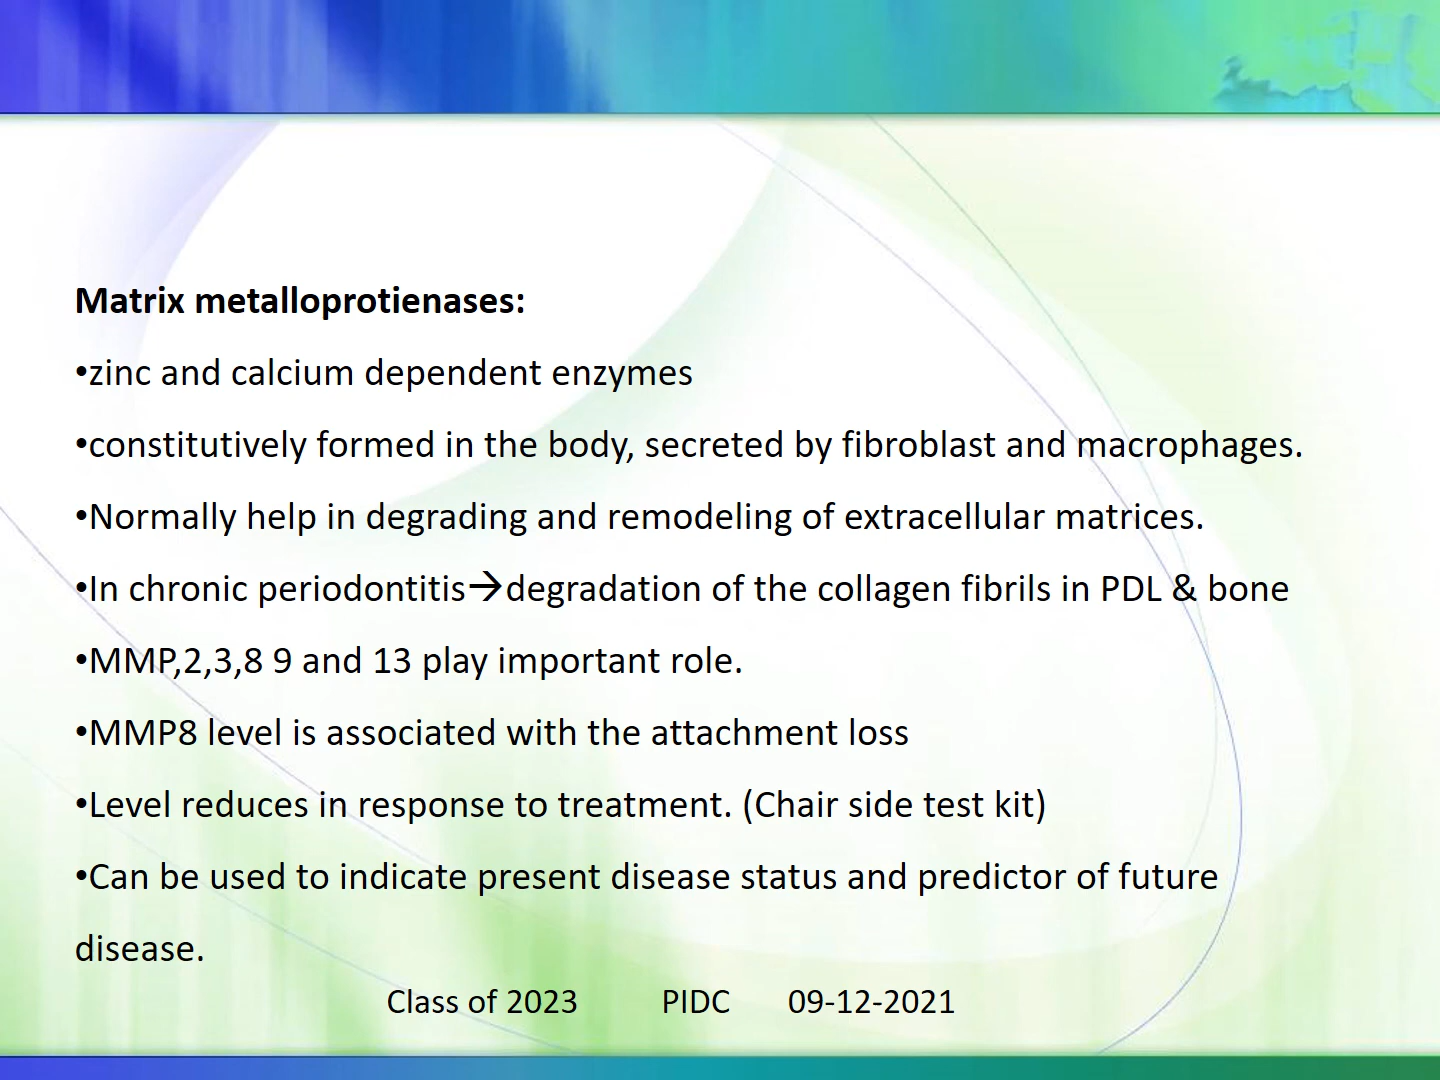 Matrix metalloprotienases:
•zinc and calcium dependent enzymes
•constitutively formed in the body, secreted by fibroblast and macrophages.
•Normally help in degrading and remodeling of extracellular matrices.
•In chronic periodontitis→degradation of the collagen fibrils in PDL & bone
•MMP,2,3,8 9 and 13 play important role.
•MMP8 level is associated with the attachment loss
•Level reduces in response to treatment. (Chair side test kit)
•Can be used to indicate present disease status and predictor of future
disease.
Class of 2023 PIDC 09-12-2021